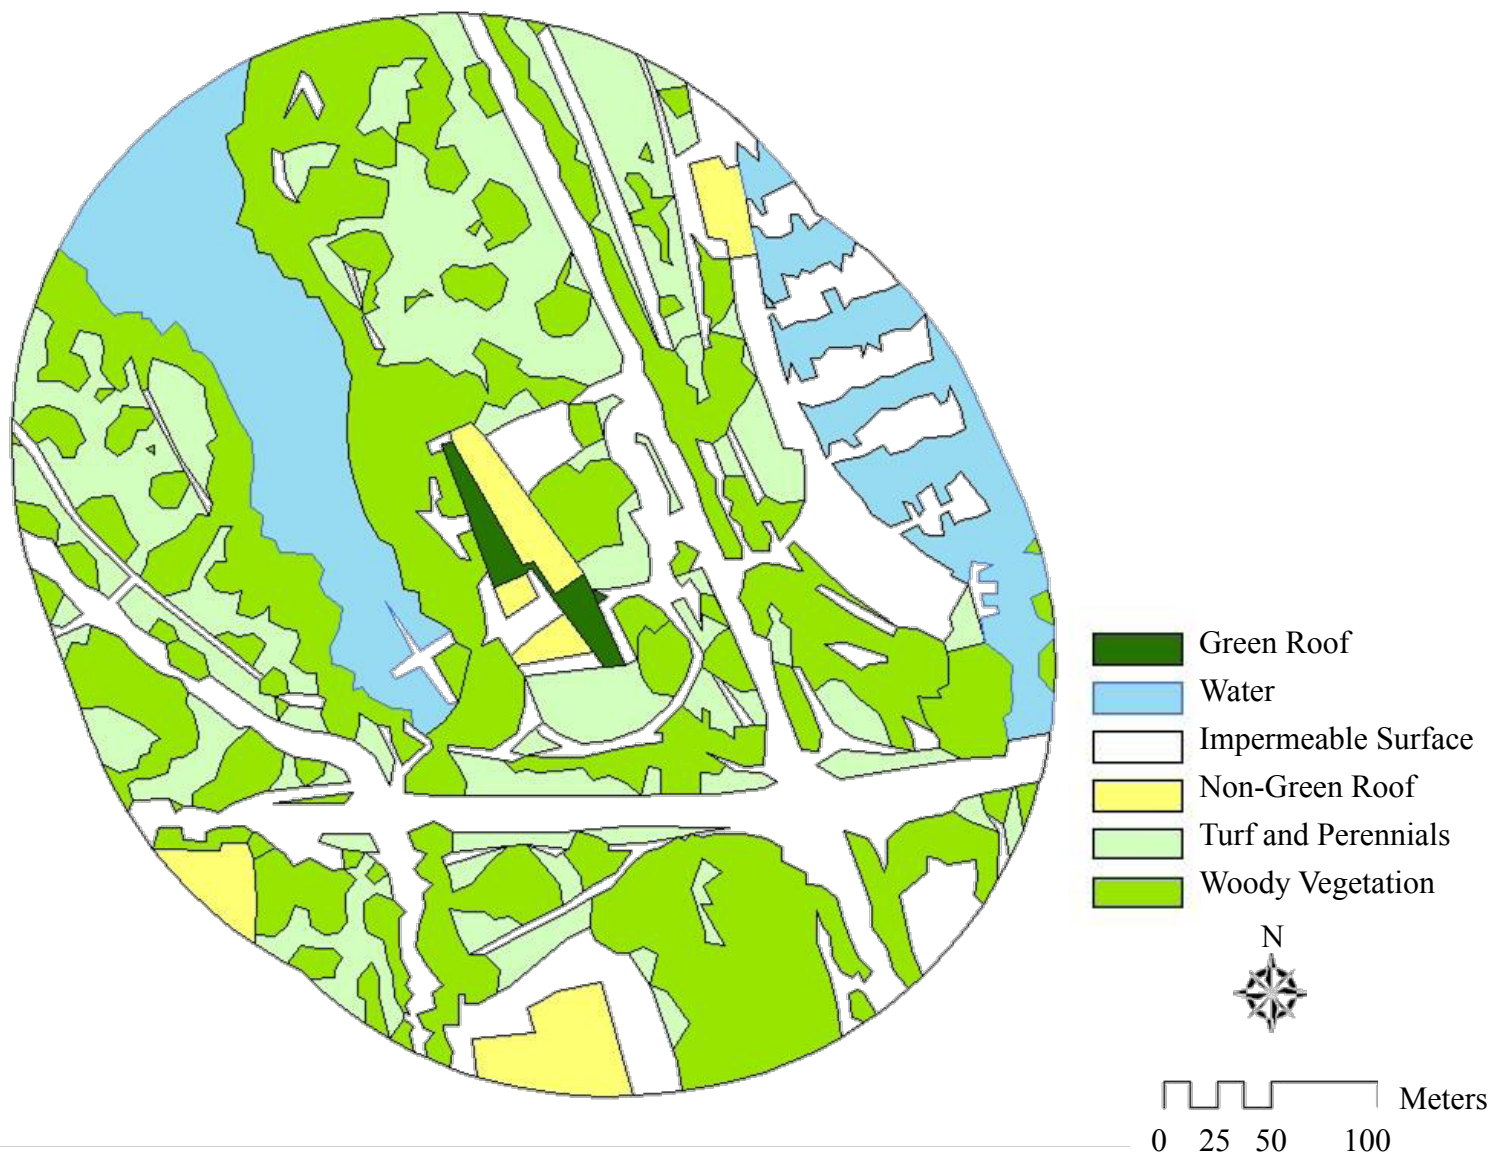 Green Roof
Water
Impermeable Surface
Non-Green Roof
Turf and Perennials
Woody Vegetation
N
Meters
0 25 50 100